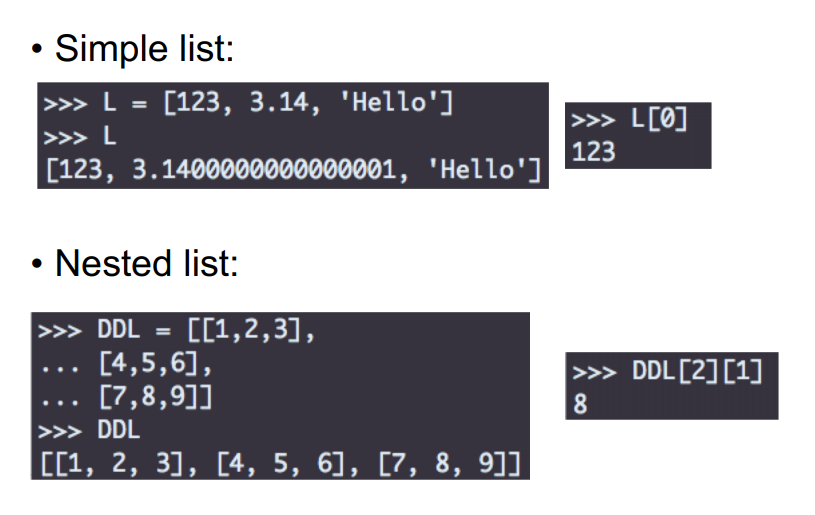 • Simple list:
>>> L = [123, 3.14, 'Hello']
>>> L
[123, 3.1400000000000001, 'Hello']
>>> L[0]
123
• Nested list:
>>> DDL = [[1,2,3],
... [4,5,6],
... [7,8,9]]
>>> DDL
[[1, 2, 3], [4, 5, 6], [7, 8, 9]]
>>> DDL[2][1]
8